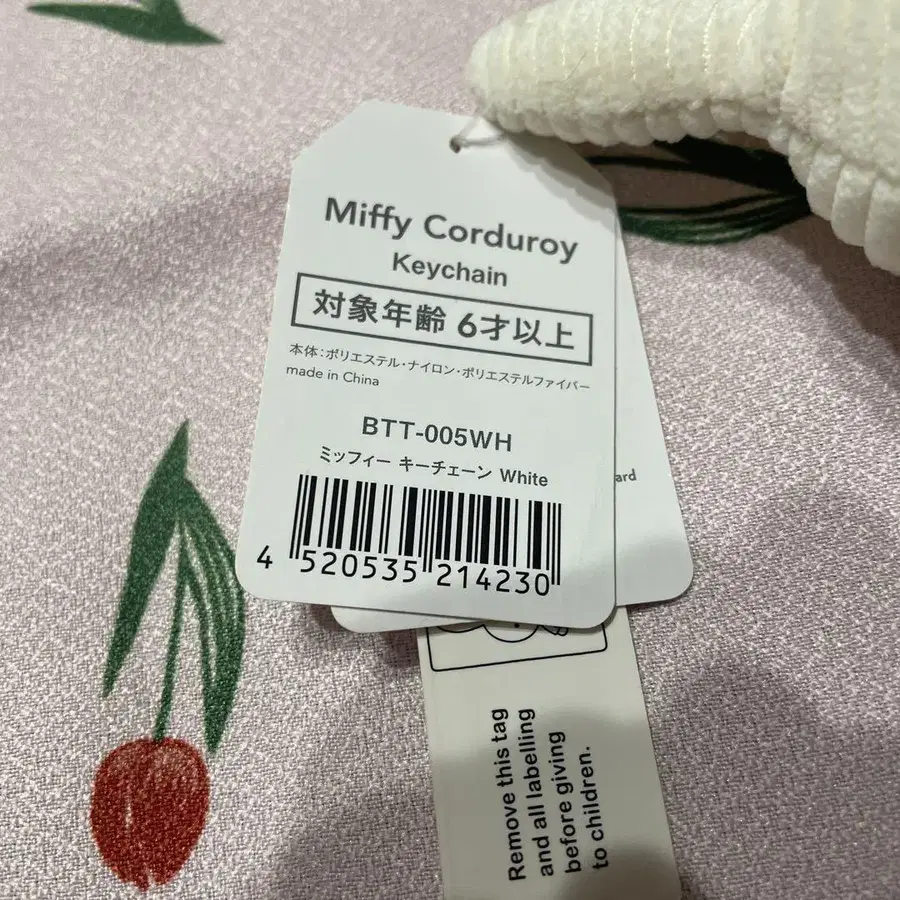 Miffy Corduroy
Keychain
対象年齢 6才以上
本体:ポリエステル・ナイロン・ポリエステルファイバー
made in China
BTT-005WH
ミッフィー キーチェーン White
4 520535 214230
ard
Remove this tag
and all labelling
before giving
to children.